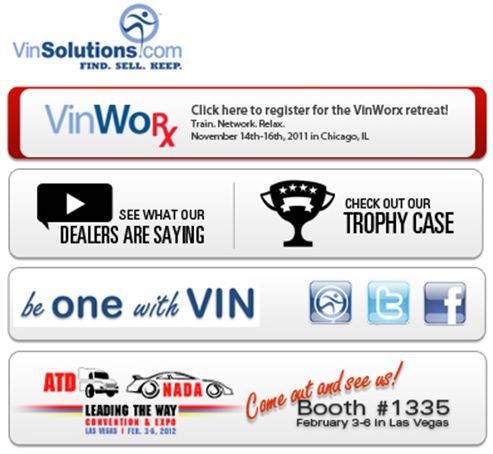 VinSolutions.com
FIND. SELL. KEEP.
VinWoRx
Click here to register for the VinWorx retreat!
Train. Network. Relax.
November 14th-16th, 2011 in Chicago, IL
SEE WHAT OUR
DEALERS ARE SAYING
CHECK OUT OUR
TROPHY CASE
be one with VIN
t
f
ATD
NADA
LEADING THE WAY
CONVENTION & EXPO
LAS VEGAS | FEB. 3-6, 2012
Come out and see us!
Booth #1335
February 3-6 In Las Vegas